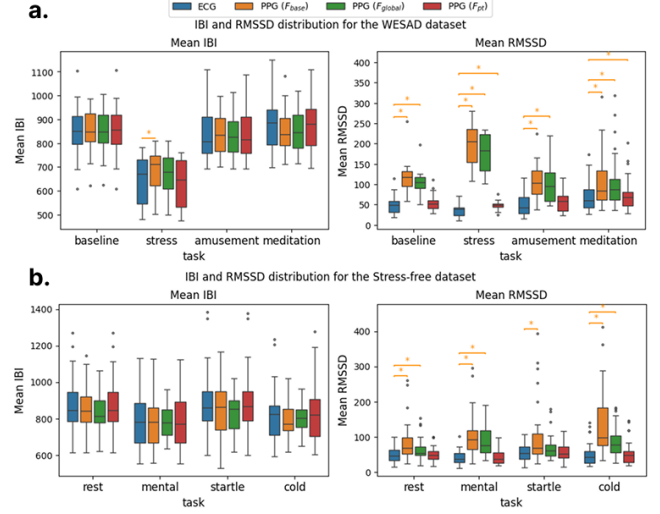 a.
ECG PPG (F_base) PPG (F_global) PPG (F_pt)
IBI and RMSSD distribution for the WESAD dataset
Mean IBI
Mean IBI
1100
1000
900
800
700
600
500
*
baseline stress amusement meditation
task
Mean RMSSD
Mean RMSSD
400
350
300
250
200
150
100
50
0
* * * * * * * * * *
baseline stress amusement meditation
task
b.
IBI and RMSSD distribution for the Stress-free dataset
Mean IBI
Mean IBI
1400
1200
1000
800
600
rest mental startle cold
task
Mean RMSSD
Mean RMSSD
400
300
200
100
0
* * * * * * *
rest mental startle cold
task